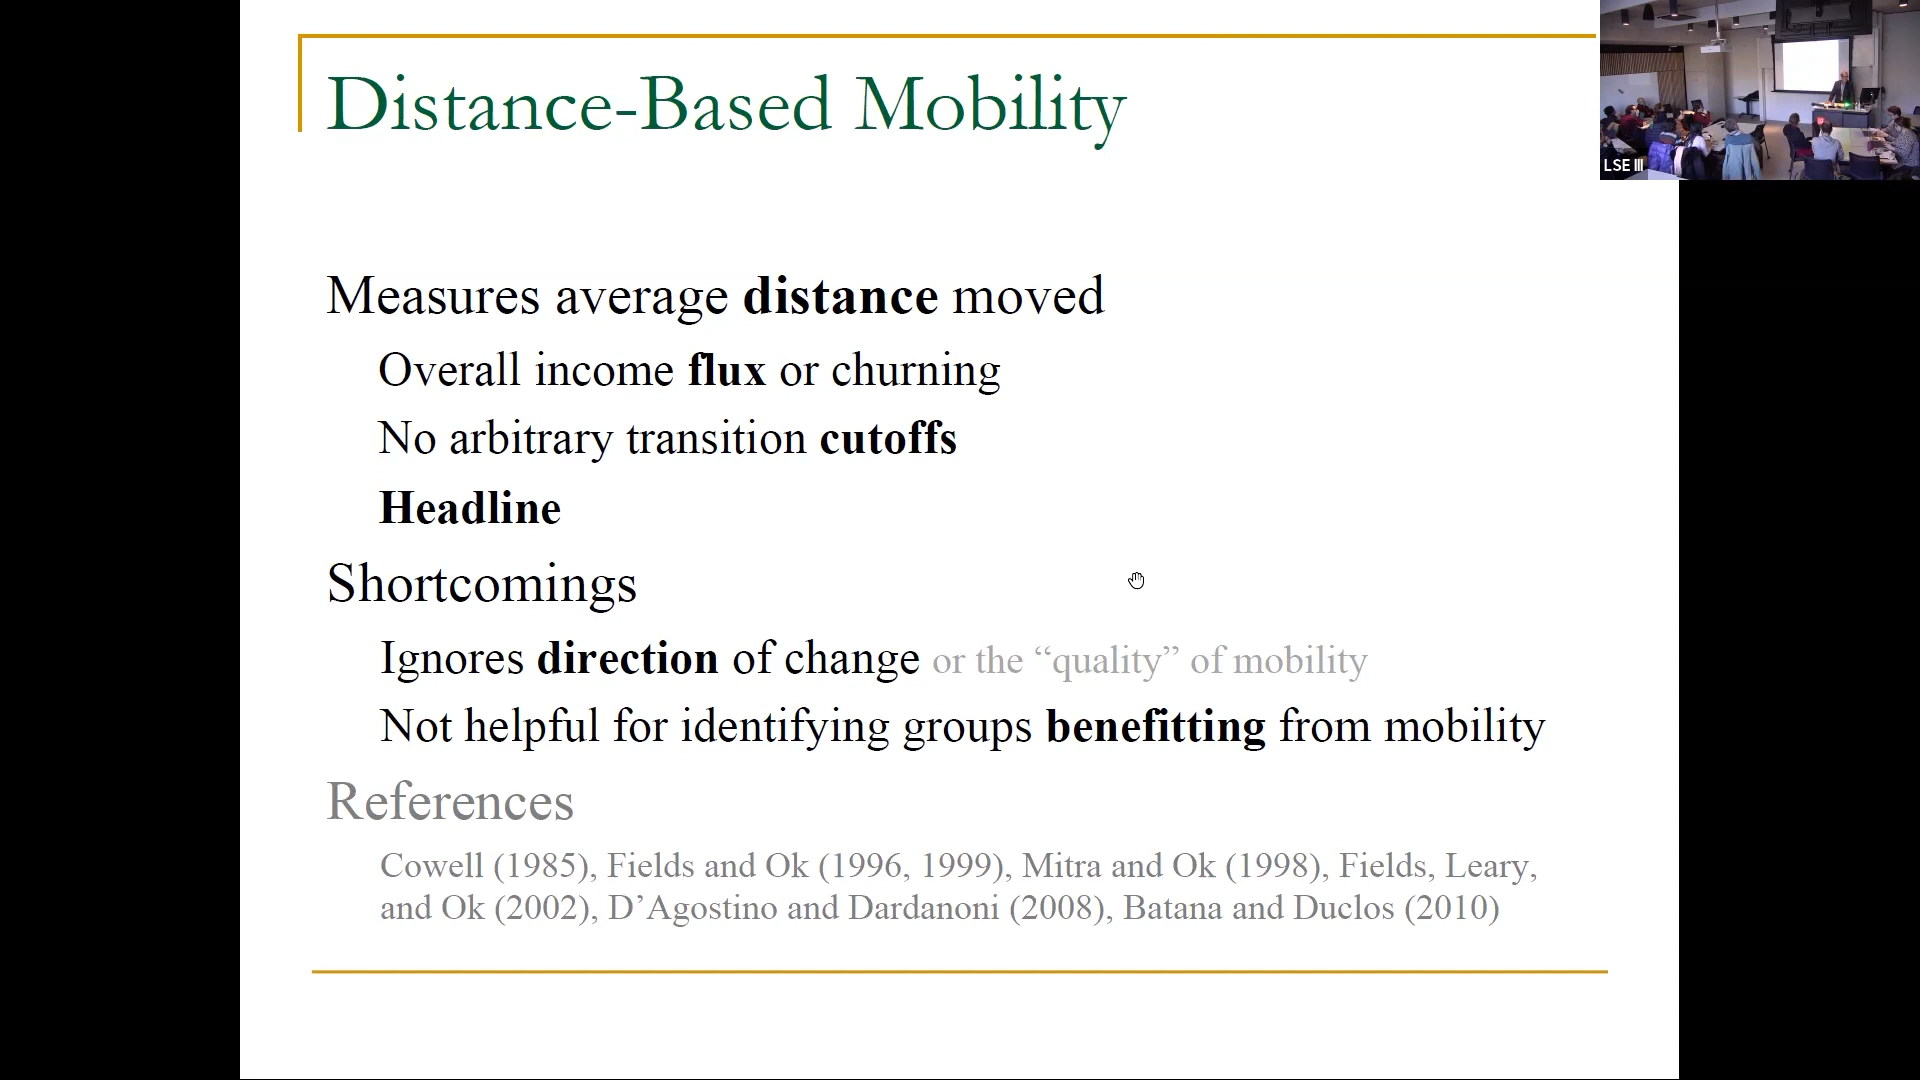 Distance-Based Mobility
LSE III
Measures average distance moved
Overall income flux or churning
No arbitrary transition cutoffs
Headline
Shortcomings
Ignores direction of change or the “quality” of mobility
Not helpful for identifying groups benefitting from mobility
References
Cowell (1985), Fields and Ok (1996, 1999), Mitra and Ok (1998), Fields, Leary,
and Ok (2002), D’Agostino and Dardanoni (2008), Batana and Duclos (2010)